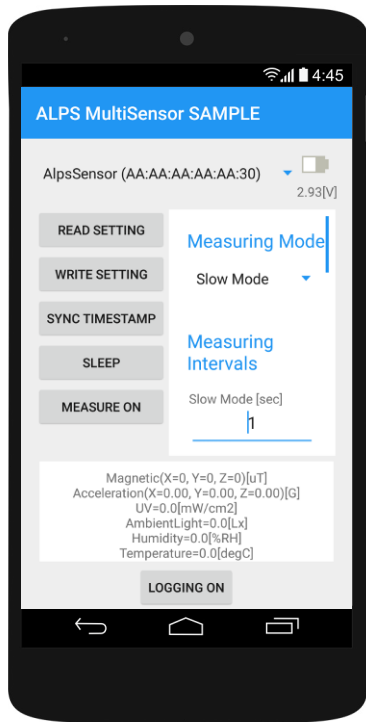 4:45
ALPS MultiSensor SAMPLE
AlpsSensor (AA:AA:AA:AA:AA:30)
2.93[V]
READ SETTING
WRITE SETTING
SYNC TIMESTAMP
SLEEP
MEASURE ON
Measuring Mode
Slow Mode
Measuring
Intervals
Slow Mode [sec]
1
Magnetic(X=0, Y=0, Z=0)[uT]
Acceleration(X=0.00, Y=0.00, Z=0.00)[G]
UV=0.0[mW/cm2]
AmbientLight=0.0[Lx]
Humidity=0.0[%RH]
Temperature=0.0[degC]
LOGGING ON